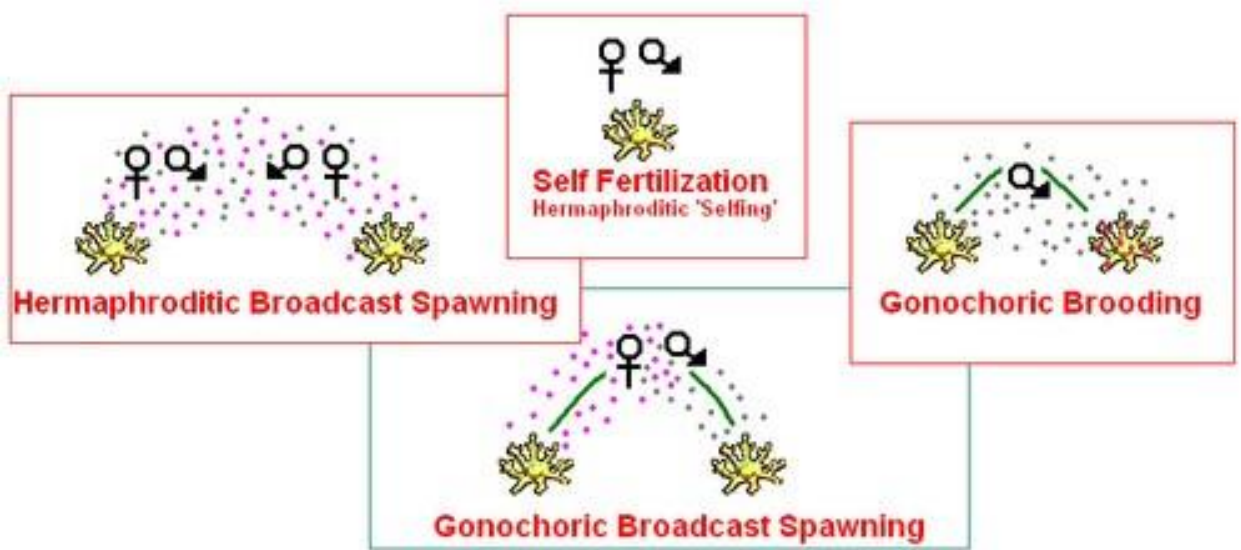 Self Fertilization
Hermaphroditic 'Selfing'
Hermaphroditic Broadcast Spawning
Gonochoric Brooding
Gonochoric Broadcast Spawning